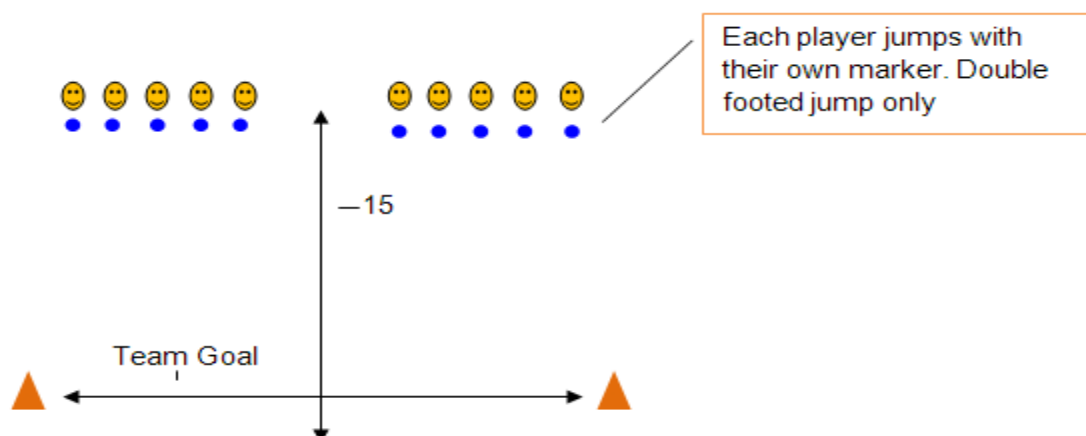 Each player jumps with
their own marker. Double
footed jump only
—15
Team Goal